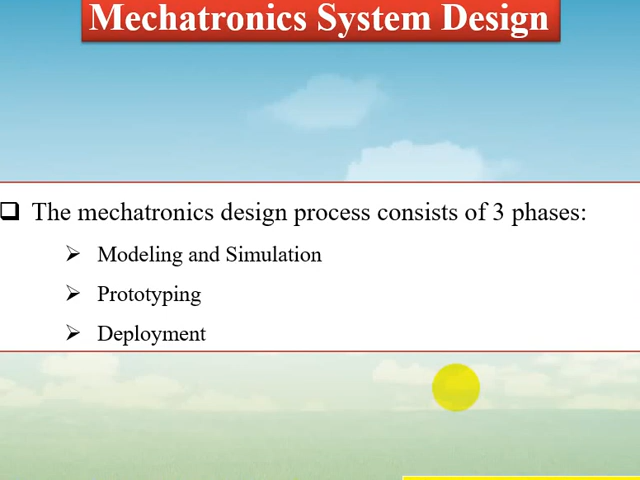 Mechatronics System Design
❑ The mechatronics design process consists of 3 phases:
➢ Modeling and Simulation
➢ Prototyping
➢ Deployment